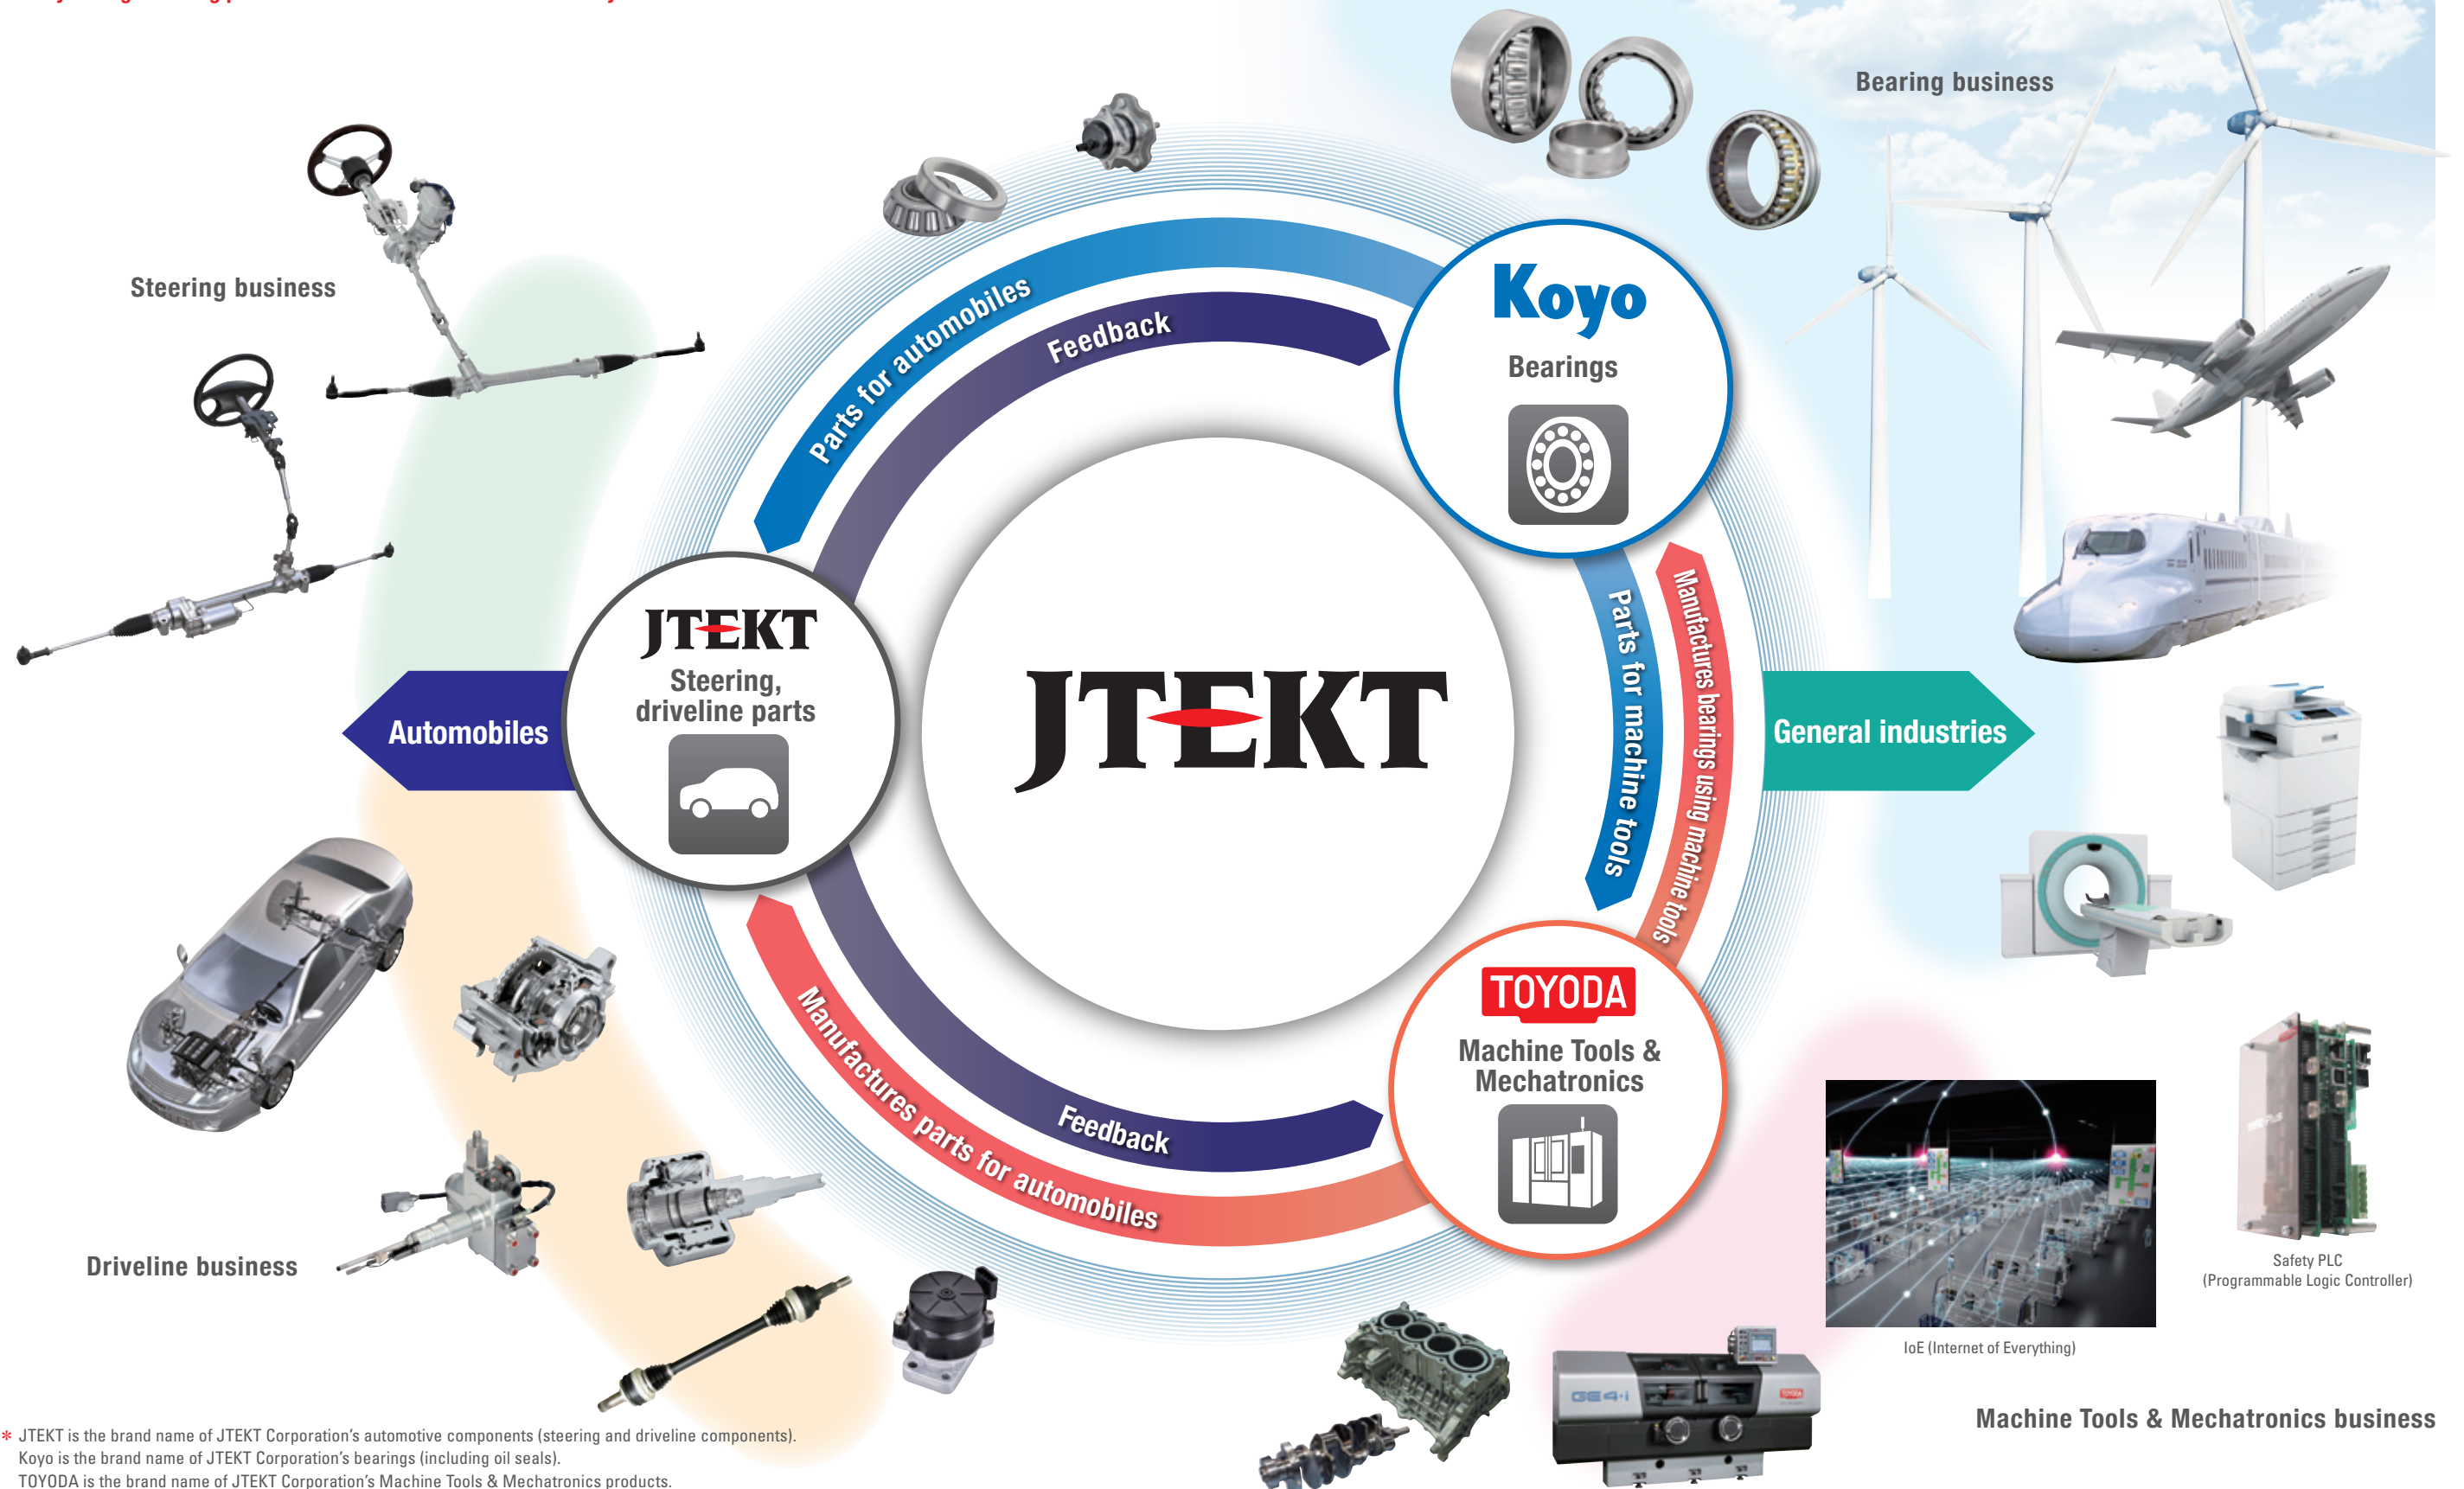 Bearing business
Steering business
Parts for automobiles
Feedback
Koyo
Bearings
JTEKT
Steering,
driveline parts
Automobiles
JTEKT
Parts for machine tools
Manufactures bearings using machine tools
General industries
TOYODA
Machine Tools &
Mechatronics
Manufactures parts for automobiles
Feedback
Driveline business
Safety PLC
(Programmable Logic Controller)
IoE (Internet of Everything)
GE4·i
TOYODA
Machine Tools & Mechatronics business
* JTEKT is the brand name of JTEKT Corporation's automotive components (steering and driveline components).
Koyo is the brand name of JTEKT Corporation's bearings (including oil seals).
TOYODA is the brand name of JTEKT Corporation's Machine Tools & Mechatronics products.